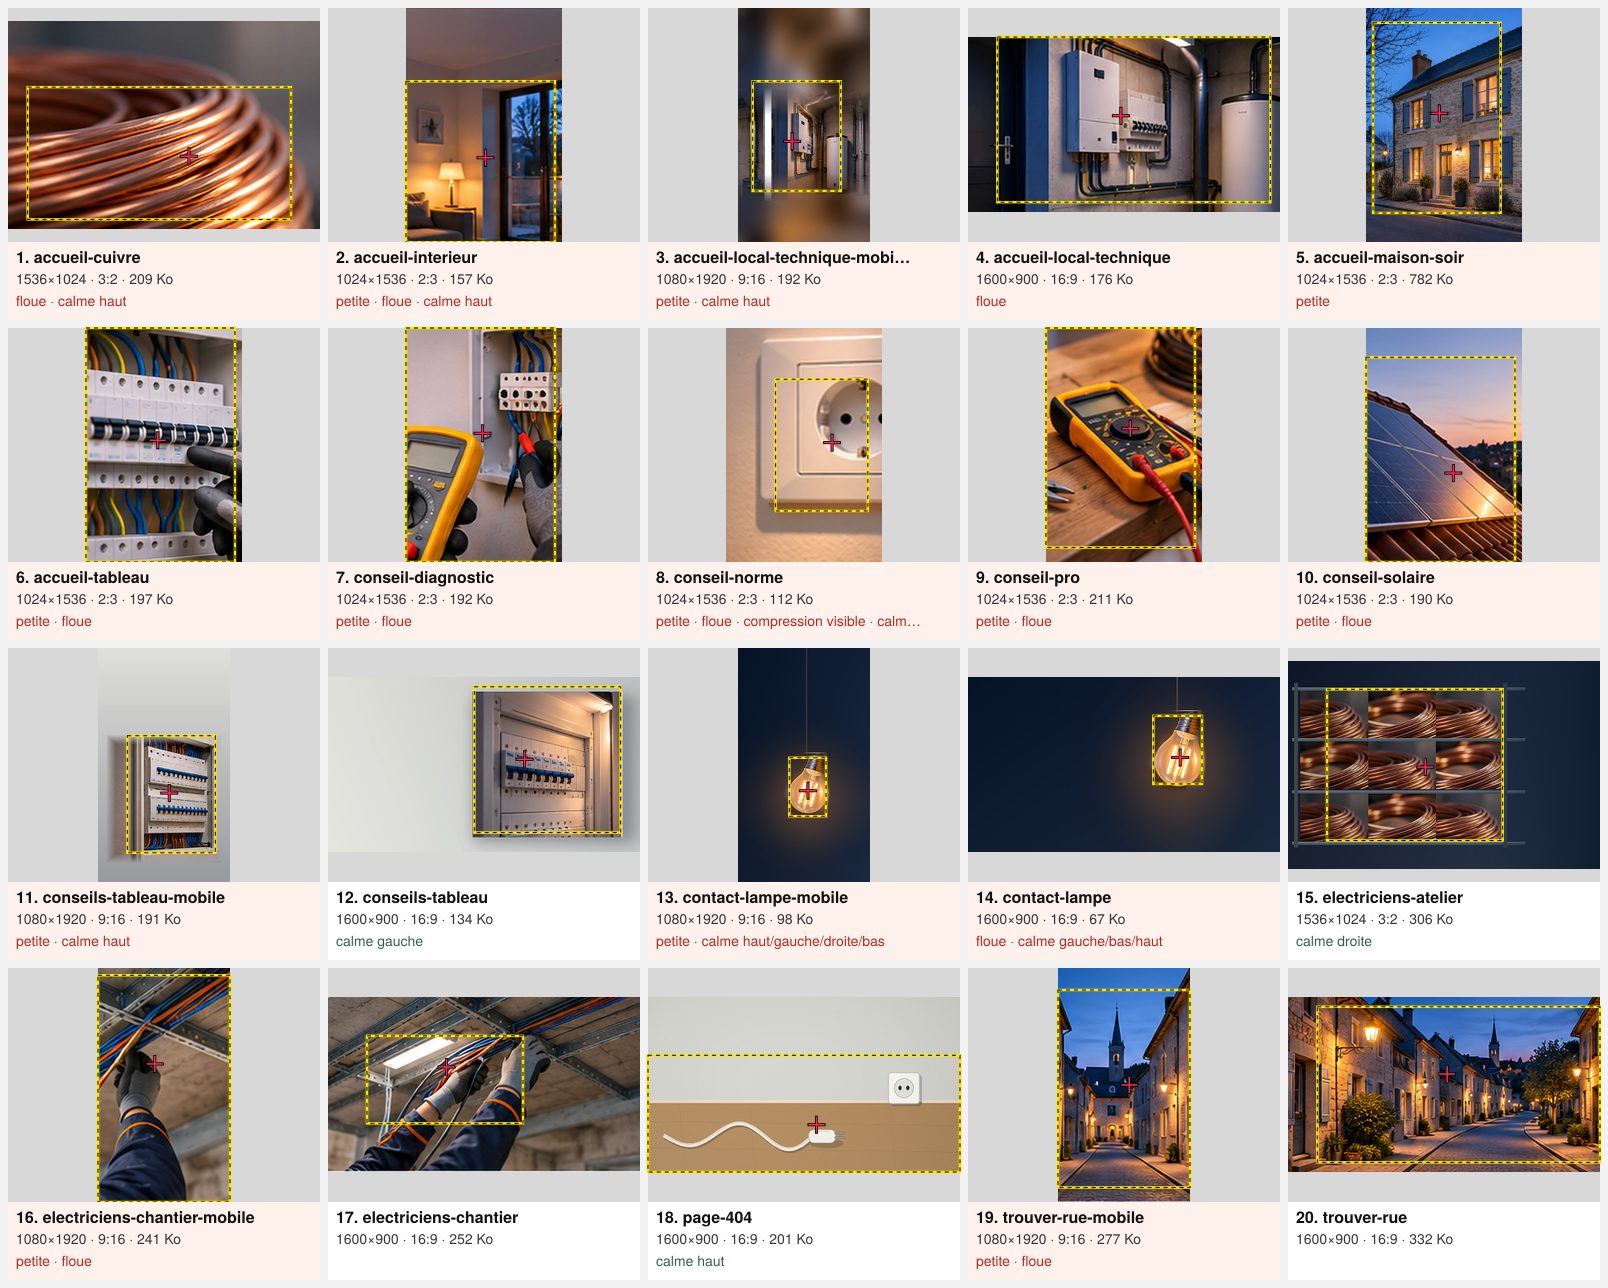 1. accueil-cuivre
1536×1024 · 3:2 · 209 Ko
floue · calme haut
2. accueil-interieur
1024×1536 · 2:3 · 157 Ko
petite · floue · calme haut
3. accueil-local-technique-mobi…
1080×1920 · 9:16 · 192 Ko
petite · calme haut
4. accueil-local-technique
1600×900 · 16:9 · 176 Ko
floue
5. accueil-maison-soir
1024×1536 · 2:3 · 782 Ko
petite
6. accueil-tableau
1024×1536 · 2:3 · 197 Ko
petite · floue
7. conseil-diagnostic
1024×1536 · 2:3 · 192 Ko
petite · floue
8. conseil-norme
1024×1536 · 2:3 · 112 Ko
petite · floue · compression visible · calm…
9. conseil-pro
1024×1536 · 2:3 · 211 Ko
petite · floue
10. conseil-solaire
1024×1536 · 2:3 · 190 Ko
petite · floue
11. conseils-tableau-mobile
1080×1920 · 9:16 · 191 Ko
petite · calme haut
12. conseils-tableau
1600×900 · 16:9 · 134 Ko
calme gauche
13. contact-lampe-mobile
1080×1920 · 9:16 · 98 Ko
petite · calme haut/gauche/droite/bas
14. contact-lampe
1600×900 · 16:9 · 67 Ko
floue · calme gauche/bas/haut
15. electriciens-atelier
1536×1024 · 3:2 · 306 Ko
calme droite
16. electriciens-chantier-mobile
1080×1920 · 9:16 · 241 Ko
petite · floue
17. electriciens-chantier
1600×900 · 16:9 · 252 Ko
18. page-404
1600×900 · 16:9 · 201 Ko
calme haut
19. trouver-rue-mobile
1080×1920 · 9:16 · 277 Ko
petite · floue
20. trouver-rue
1600×900 · 16:9 · 332 Ko